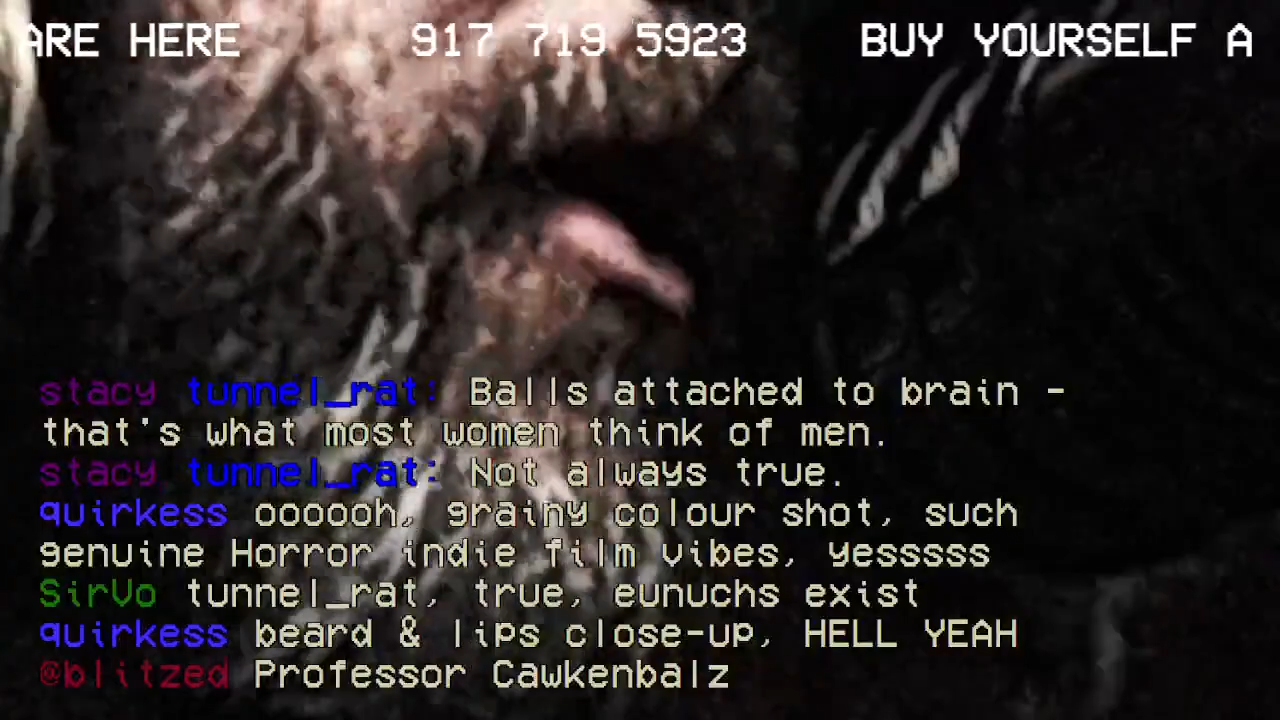 ARE HERE 917 719 5923 BUY YOURSELF A
stacy tunnel_rat: Balls attached to brain -
that's what most women think of men.
stacy tunnel_rat: Not always true.
quirkess oooooh, grainy colour shot, such
genuine Horror indie film vibes, yesssss
SirVo tunnel_rat, true, eunuchs exist
quirkess beard & lips close-up, HELL YEAH
@blitzed Professor Cawkenbalz